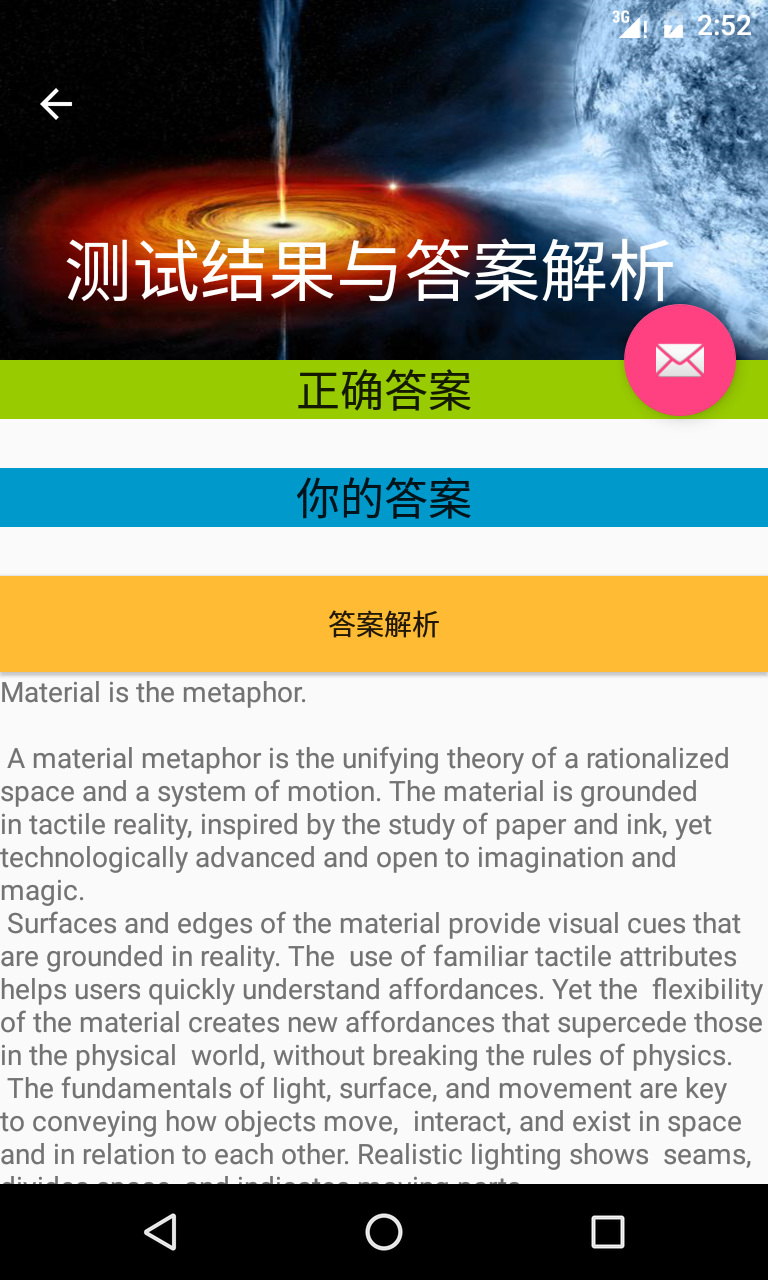 3G! 2:52
测试结果与答案解析
正确答案
你的答案
答案解析
Material is the metaphor.
A material metaphor is the unifying theory of a rationalized
space and a system of motion. The material is grounded
in tactile reality, inspired by the study of paper and ink, yet
technologically advanced and open to imagination and
magic.
Surfaces and edges of the material provide visual cues that
are grounded in reality. The  use of familiar tactile attributes
helps users quickly understand affordances. Yet the  flexibility
of the material creates new affordances that supercede those
in the physical  world, without breaking the rules of physics.
The fundamentals of light, surface, and movement are key
to conveying how objects move,  interact, and exist in space
and in relation to each other. Realistic lighting shows  seams,
divides space, and indicates moving parts.